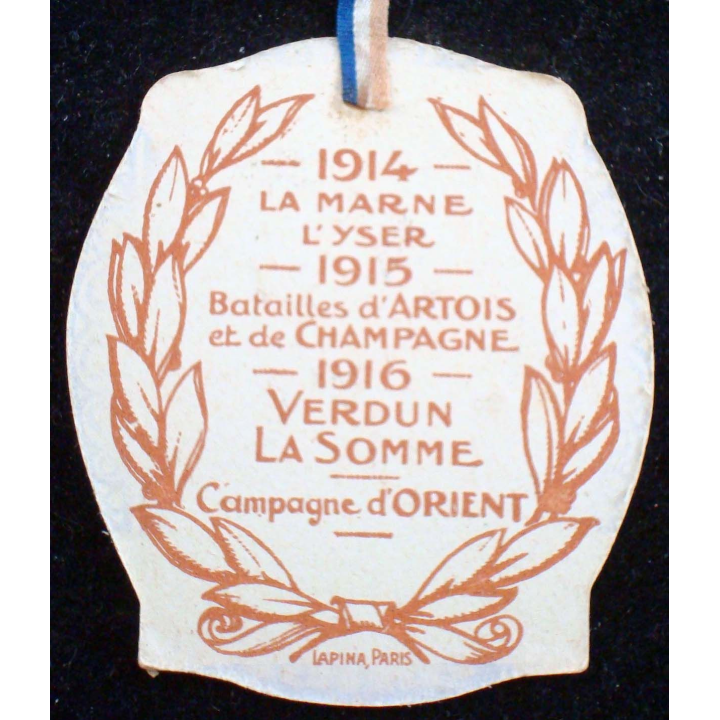 — 1914 —
LA MARNE
L'YSER
— 1915 —
Batailles d'ARTOIS
et de CHAMPAGNE
— 1916 —
VERDUN
LA SOMME
Campagne d'ORIENT
LAPINA, PARIS